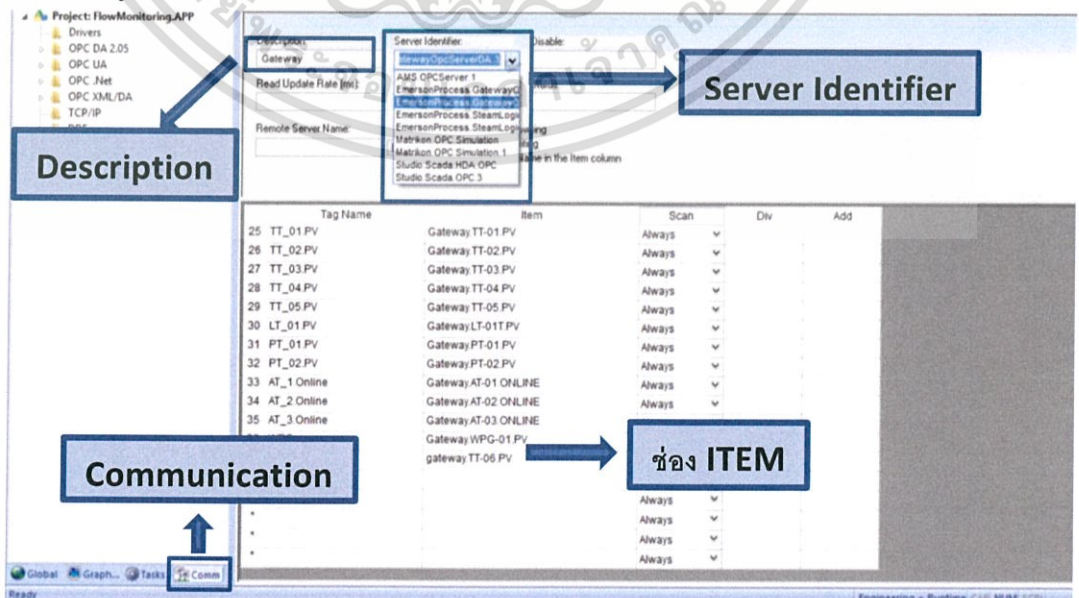 Project: FlowMonitoring.APP
Drivers
OPC DA 2.05
OPC UA
OPC .Net
OPC XML/DA
TCP/IP
Description:
Server Identifier:
Disable:
Gateway
Read Update Rate (ms):
AMS OPCServer 1
EmersonProcess.GatewayO
EmersonProcess.GatewayO
EmersonProcess.SteamLogi
EmersonProcess.SteamLogi
Matrikon OPC Simulation
Matrikon OPC Simulation 1
Studio Scada HDA OPC
Studio Scada OPC 3
Remote Server Name:
Name in the Item column
Server Identifier
Description
Tag Name Item Scan Div Add
25 TT_01.PV Gateway.TT-01.PV Always
26 TT_02.PV Gateway.TT-02.PV Always
27 TT_03.PV Gateway.TT-03.PV Always
28 TT_04.PV Gateway.TT-04.PV Always
29 TT_05.PV Gateway.TT-05.PV Always
30 LT_01.PV Gateway.LT-01T.PV Always
31 PT_01.PV Gateway.PT-01.PV Always
32 PT_02.PV Gateway.PT-02.PV Always
33 AT_1.Online Gateway.AT-01.ONLINE Always
34 AT_2.Online Gateway.AT-02.ONLINE Always
35 AT_3.Online Gateway.AT-03.ONLINE
Gateway.WPG-01.PV
gateway.TT-06.PV
ช่อง ITEM
Communication
* Always
* Always
* Always
* Always
Global Graph... Tasks Comm
Ready